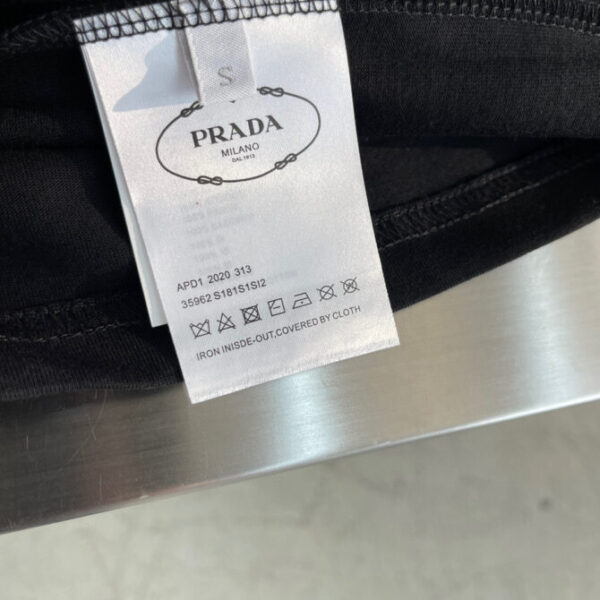 S
PRADA
MILANO
DAL 1913
APD1 2020 313
35962 S181S1SI2
IRON INISDE-OUT,COVERED BY CLOTH